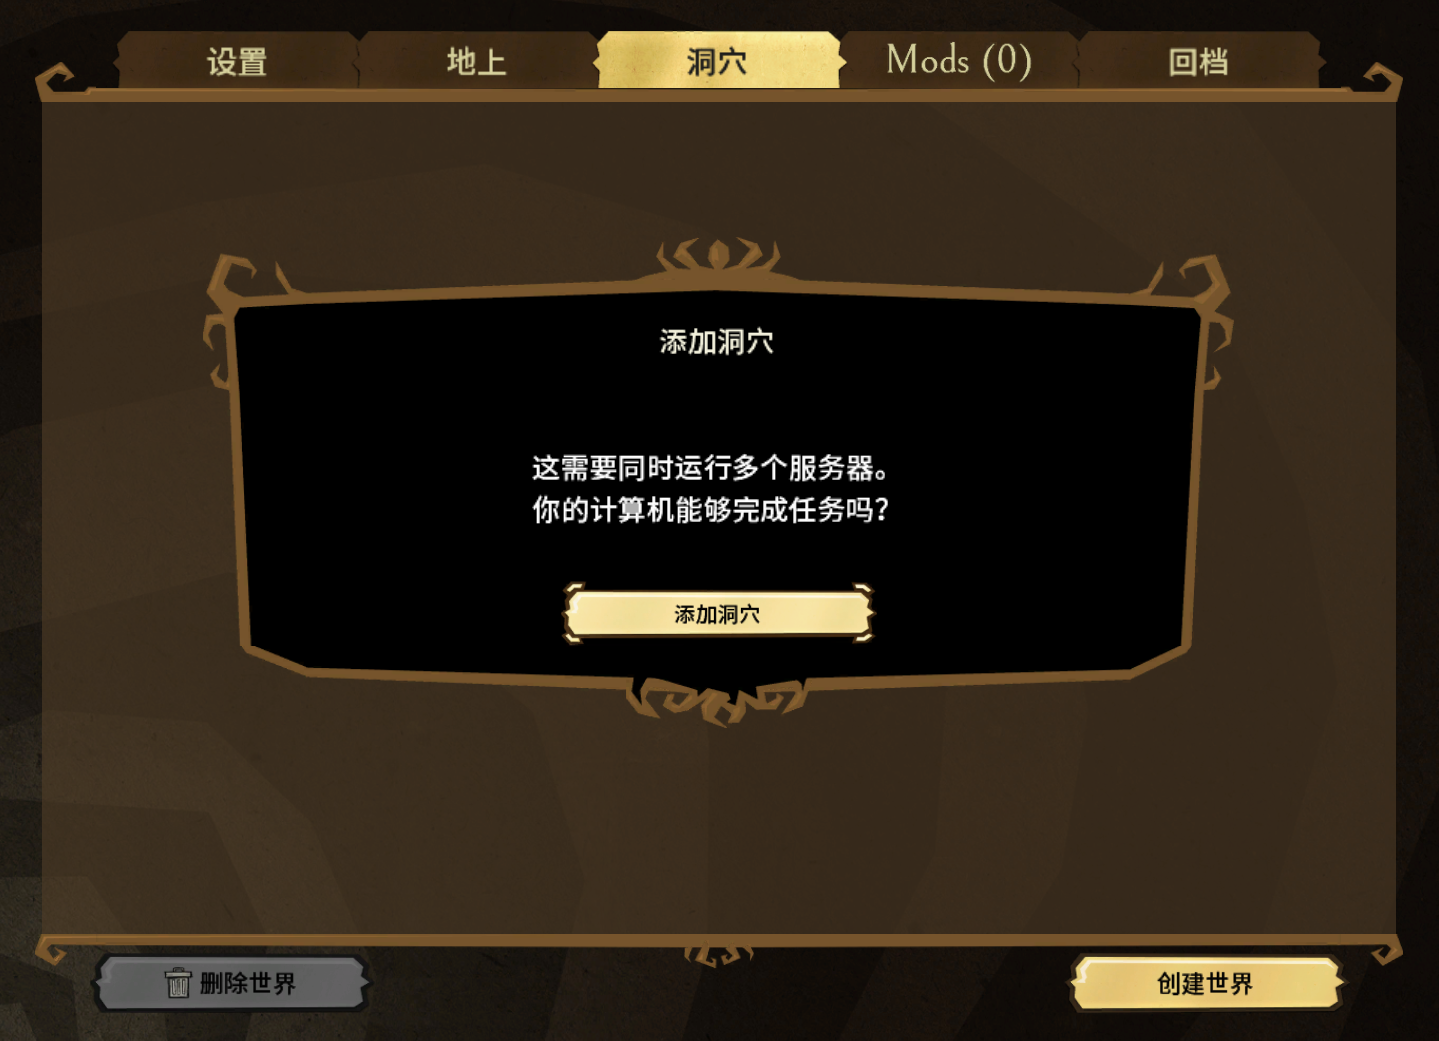 设置
地上
洞穴
Mods (0)
回档
添加洞穴
这需要同时运行多个服务器。
你的计算机能够完成任务吗?
添加洞穴
删除世界
创建世界